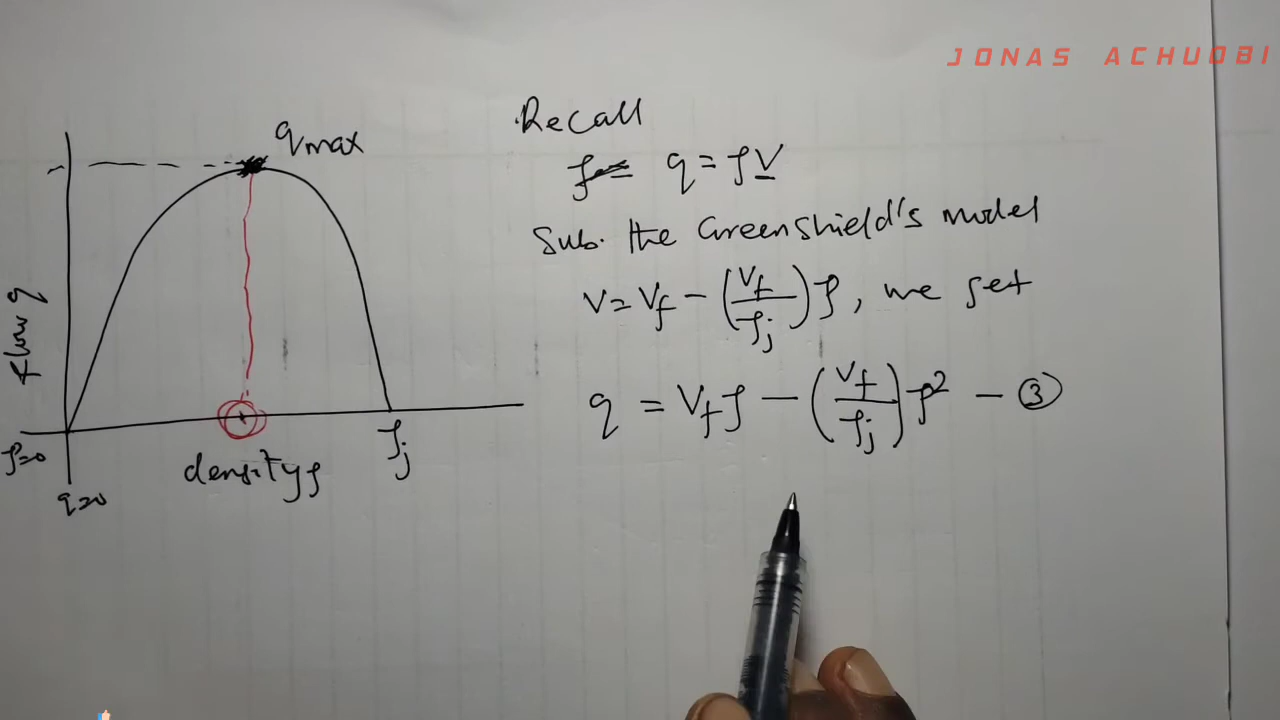 JONAS ACHUOBI
qmax
Flow q
ρ=0
q=0
density ρ
ρj
Recall
q = ρV
Sub. the Greenshield's model
V = Vf - (Vf/ρj)ρ, we get
q = Vfρ - (Vf/ρj)ρ² - ③